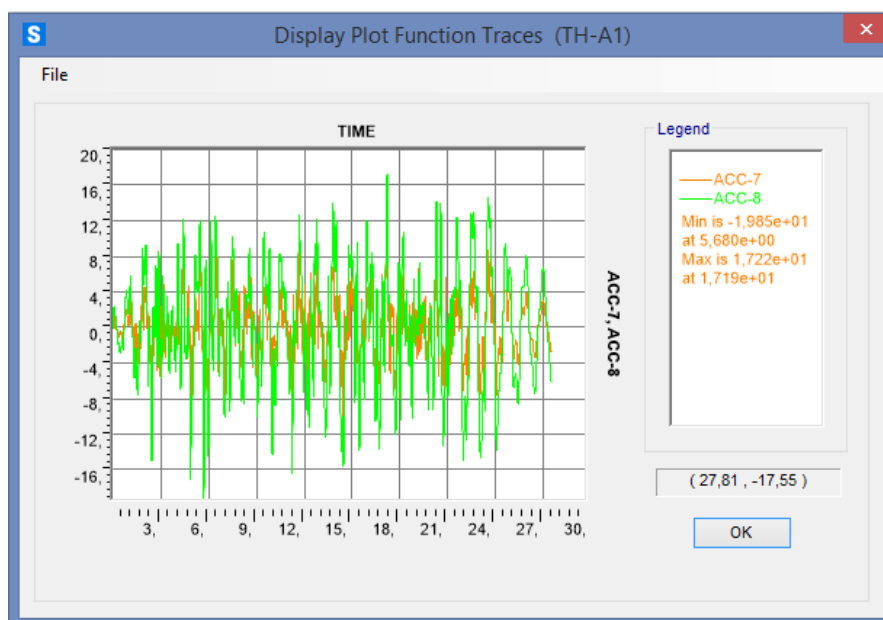 S
Display Plot Function Traces (TH-A1)
×
File
TIME
20,
16,
12,
8,
4,
0,
-4,
-8,
-12,
-16,
3, 6, 9, 12, 15, 18, 21, 24, 27, 30,
ACC-7, ACC-8
Legend
ACC-7
ACC-8
Min is -1,985e+01
at 5,680e+00
Max is 1,722e+01
at 1,719e+01
( 27,81 , -17,55 )
OK